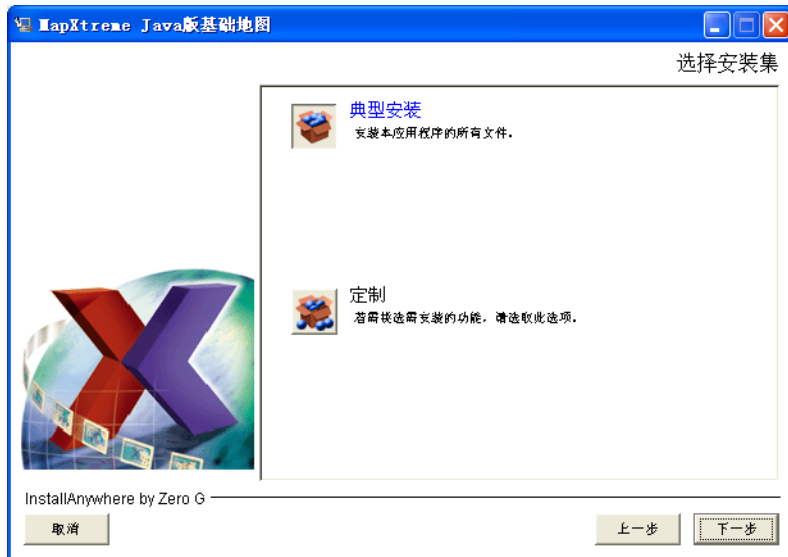 MapXtreme Java版基础地图
选择安装集
典型安装
安装本应用程序的所有文件.
定制
若需挑选需安装的功能，请选取此选项.
InstallAnywhere by Zero G
取消
上一步
下一步